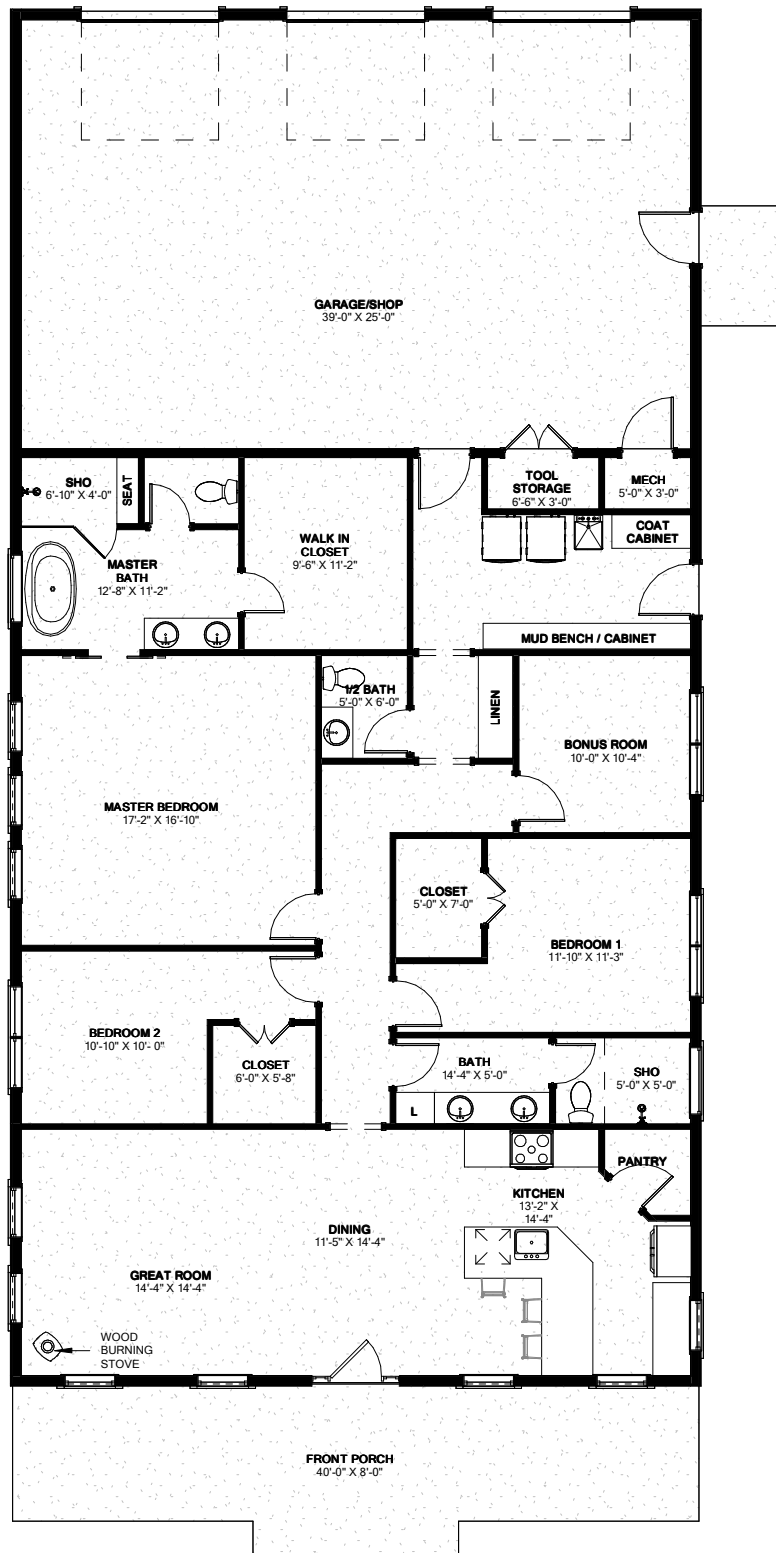 GARAGE/SHOP
39'-0" X 25'-0"
SHO
6'-10" X 4'-0"
SEAT
TOOL
STORAGE
6'-6" X 3'-0"
MECH
5'-0" X 3'-0"
COAT
CABINET
WALK IN
CLOSET
9'-6" X 11'-2"
MASTER
BATH
12'-8" X 11'-2"
MUD BENCH / CABINET
1/2 BATH
5'-0" X 6'-0"
LINEN
BONUS ROOM
10'-0" X 10'-4"
MASTER BEDROOM
17'-2" X 16'-10"
CLOSET
5'-0" X 7'-0"
BEDROOM 1
11'-10" X 11'-3"
BEDROOM 2
10'-10" X 10'- 0"
CLOSET
6'-0" X 5'-8"
BATH
14'-4" X 5'-0"
SHO
5'-0" X 5'-0"
L
PANTRY
KITCHEN
13'-2" X
14'-4"
DINING
11'-5" X 14'-4"
GREAT ROOM
14'-4" X 14'-4"
WOOD
BURNING
STOVE
FRONT PORCH
40'-0" X 8'-0"